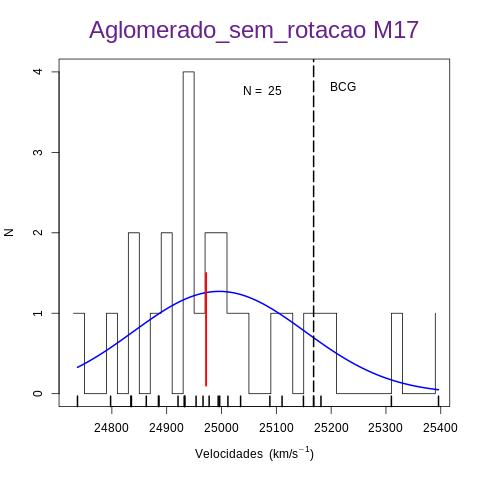 Aglomerado_sem_rotacao M17
N = 25
BCG
N
4
3
2
1
0
24800 24900 25000 25100 25200 25300 25400
Velocidades (km/s⁻¹)